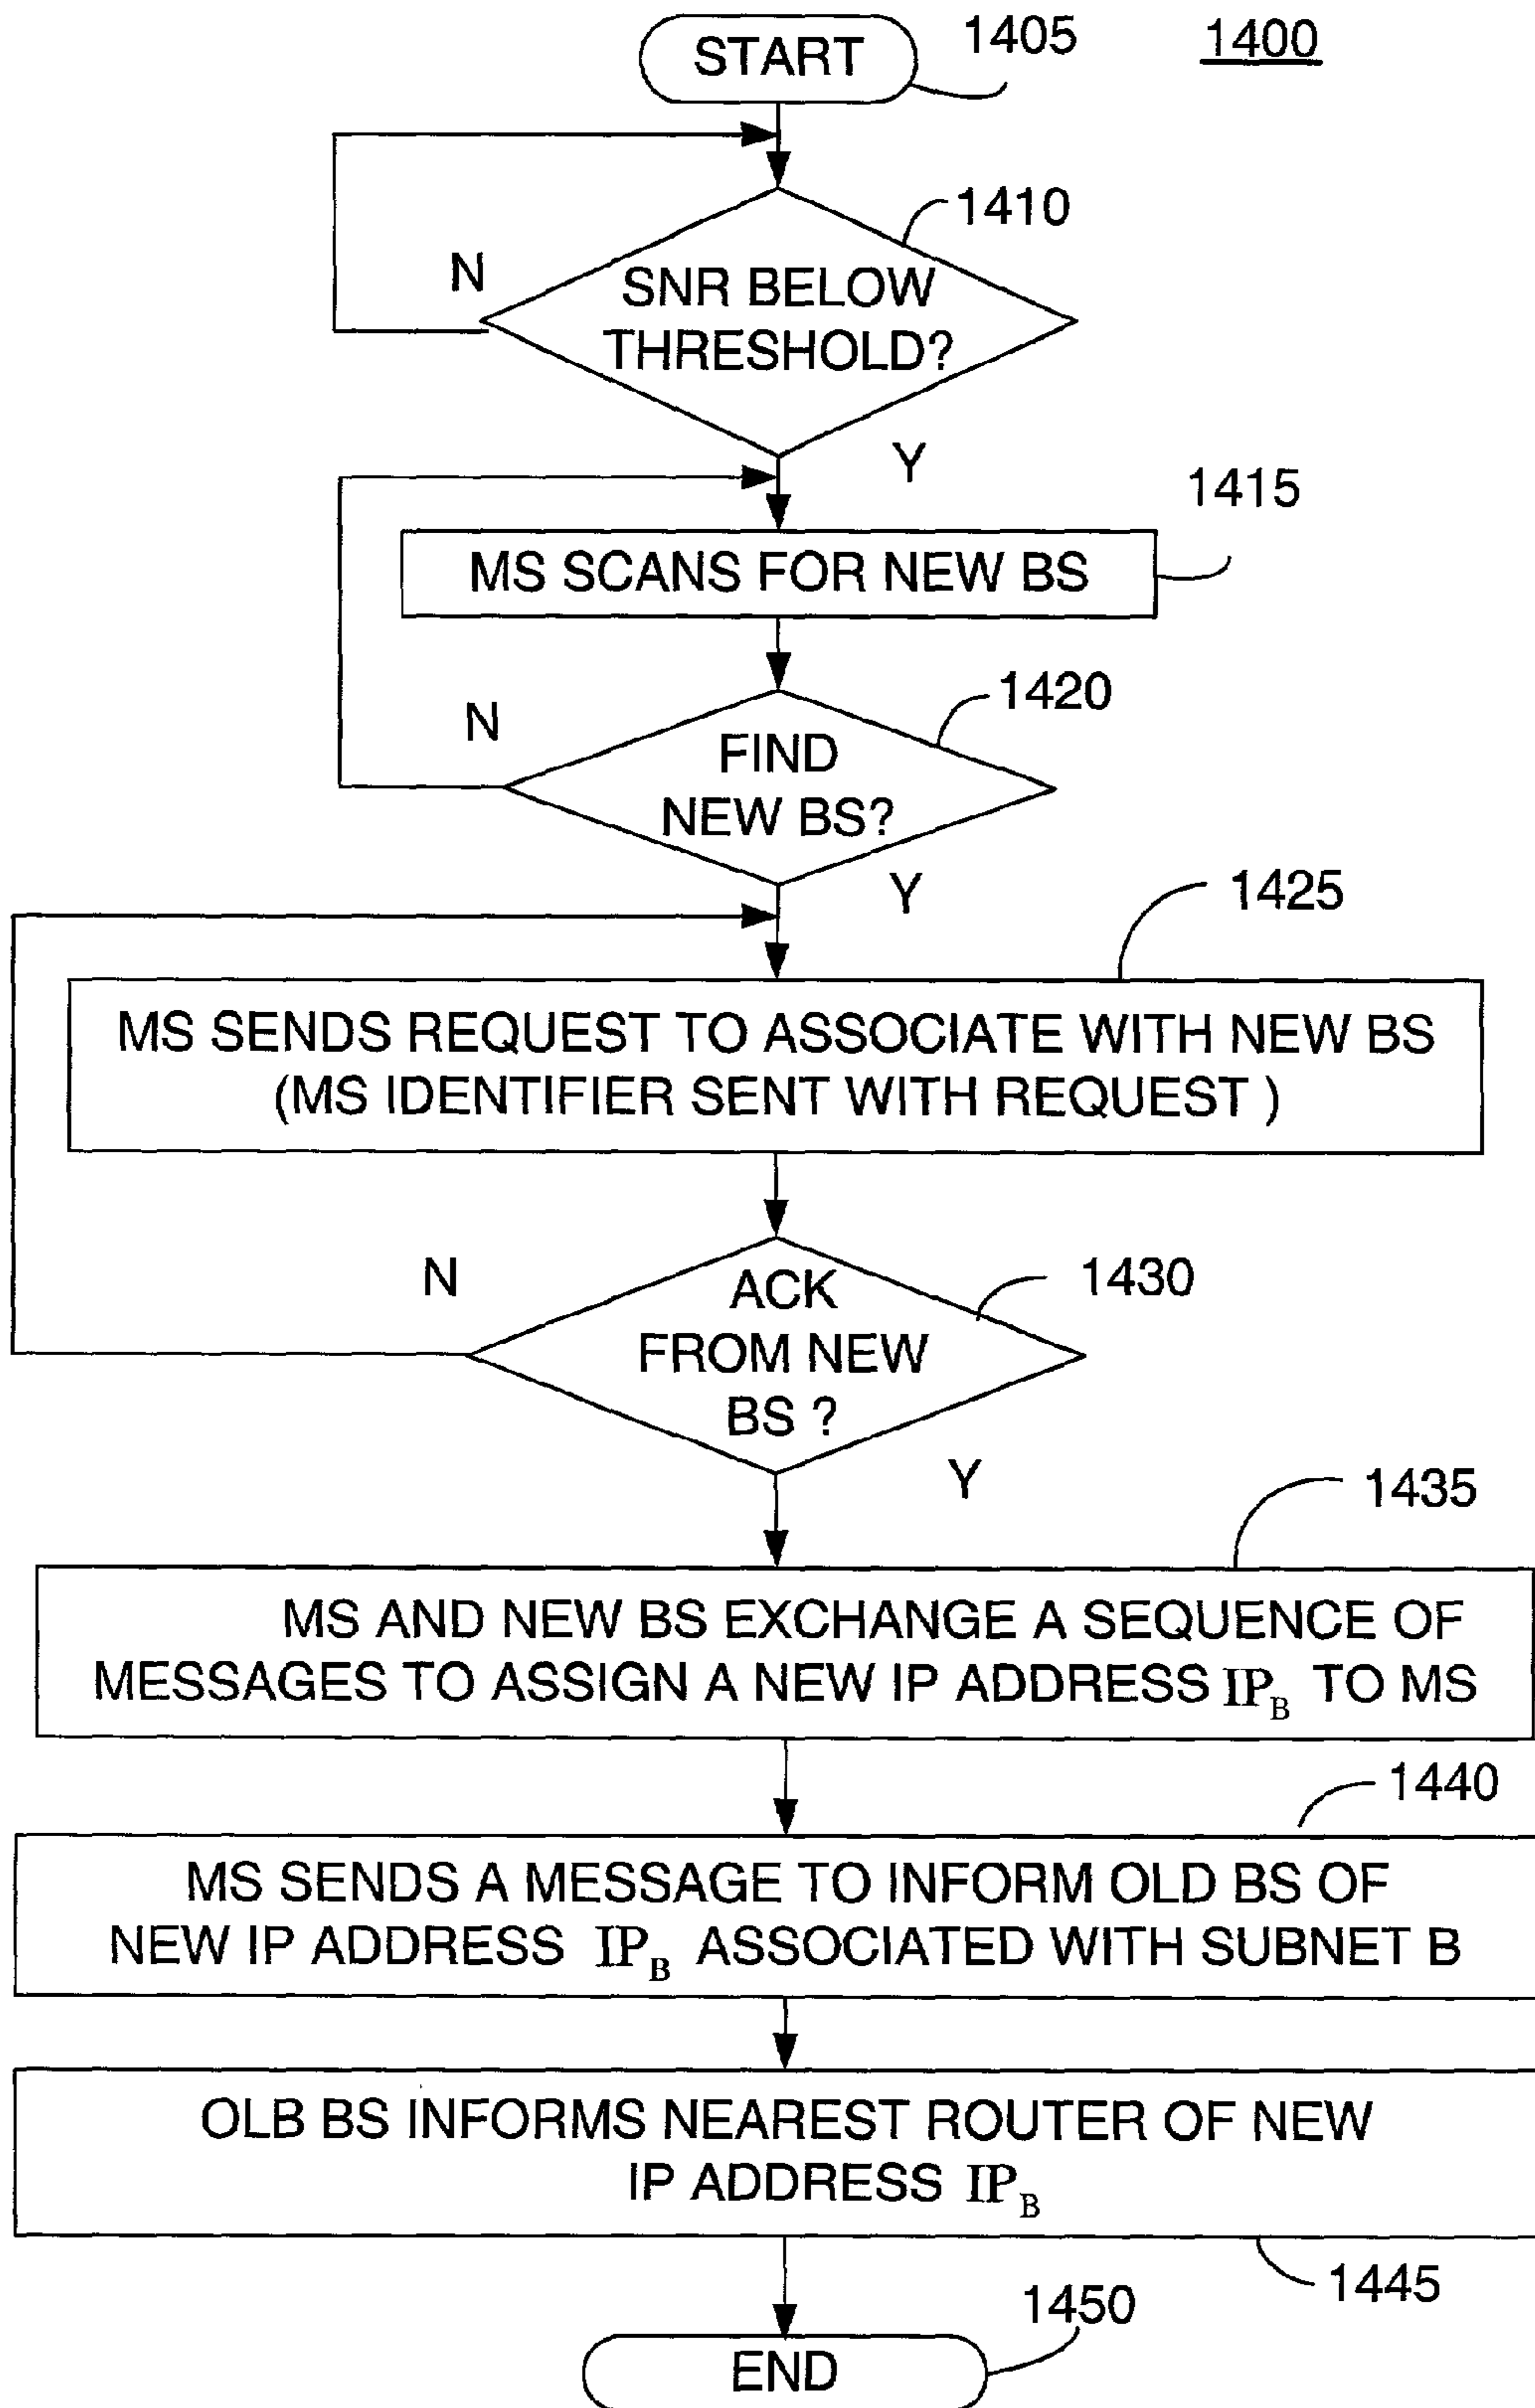 START
1405
1400
1410
N
SNR BELOW
THRESHOLD?
Y
1415
MS SCANS FOR NEW BS
1420
N
FIND
NEW BS?
Y
1425
MS SENDS REQUEST TO ASSOCIATE WITH NEW BS
(MS IDENTIFIER SENT WITH REQUEST )
N
ACK
1430
FROM NEW
BS ?
Y
1435
MS AND NEW BS EXCHANGE A SEQUENCE OF
MESSAGES TO ASSIGN A NEW IP ADDRESS IP_B TO MS
1440
MS SENDS A MESSAGE TO INFORM OLD BS OF
NEW IP ADDRESS IP_B ASSOCIATED WITH SUBNET B
OLB BS INFORMS NEAREST ROUTER OF NEW
IP ADDRESS IP_B
1445
1450
END